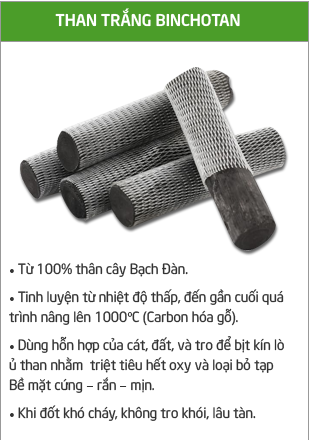 THAN TRẮNG BINCHOTAN
• Từ 100% thân cây Bạch Đàn.
• Tinh luyện từ nhiệt độ thấp, đến gần cuối quá
trình nâng lên 1000ºC (Carbon hóa gỗ).
• Dùng hỗn hợp của cát, đất, và tro để bịt kín lò
ủ than nhằm triệt tiêu hết oxy và loại bỏ tạp
Bề mặt cứng – rắn – mịn.
• Khi đốt khó cháy, không tro khói, lâu tàn.